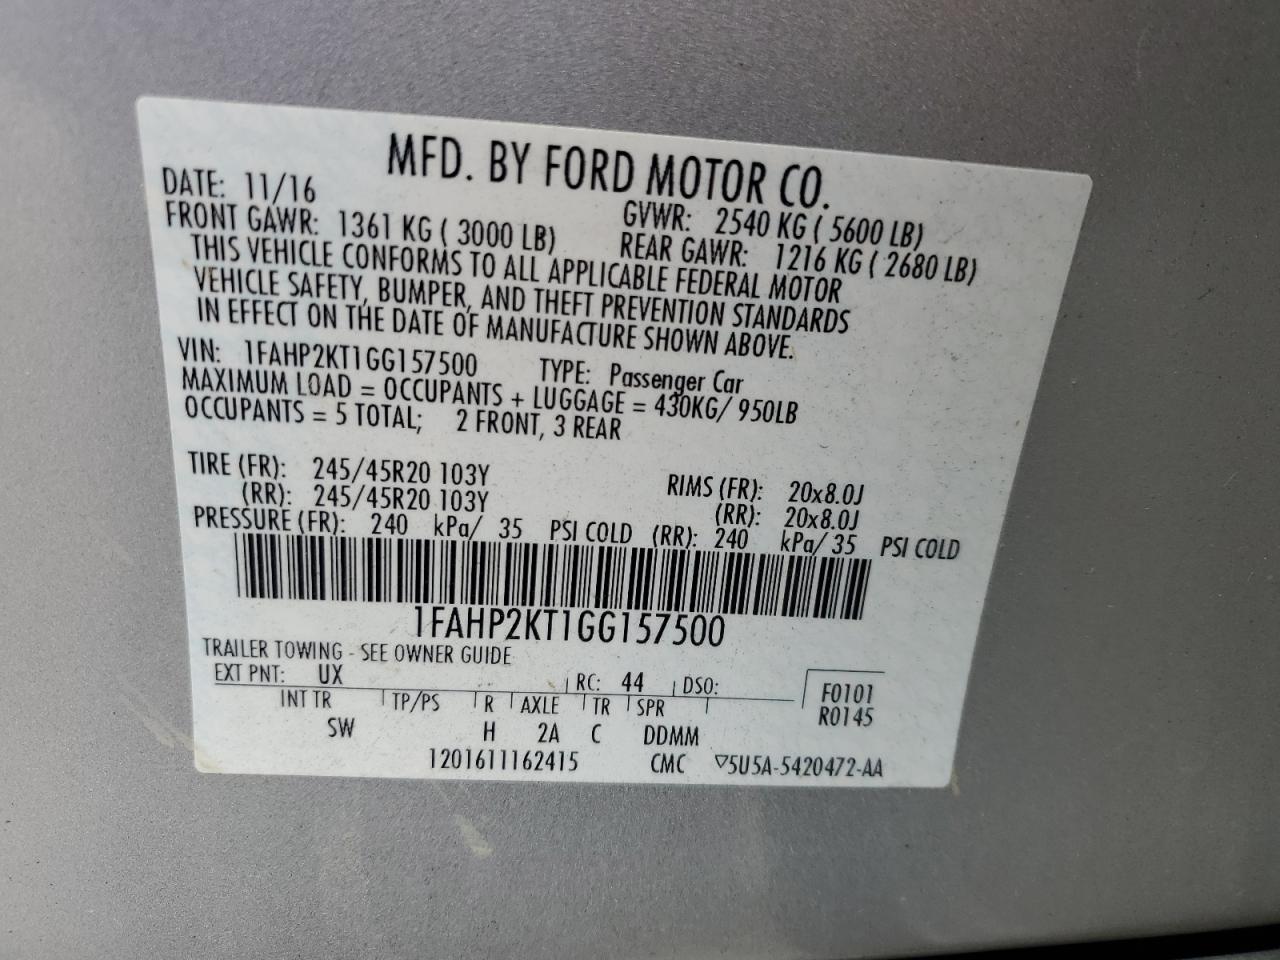 MFD. BY FORD MOTOR CO.
DATE: 11/16 GVWR: 2540 KG ( 5600 LB)
FRONT GAWR: 1361 KG ( 3000 LB) REAR GAWR: 1216 KG ( 2680 LB)
THIS VEHICLE CONFORMS TO ALL APPLICABLE FEDERAL MOTOR
VEHICLE SAFETY, BUMPER, AND THEFT PREVENTION STANDARDS
IN EFFECT ON THE DATE OF MANUFACTURE SHOWN ABOVE.
VIN: 1FAHP2KT1GG157500 TYPE: Passenger Car
MAXIMUM LOAD = OCCUPANTS + LUGGAGE = 430KG/ 950LB
OCCUPANTS = 5 TOTAL; 2 FRONT, 3 REAR
TIRE (FR): 245/45R20 103Y RIMS (FR): 20x8.0J
(RR): 245/45R20 103Y (RR): 20x8.0J
PRESSURE (FR): 240 kPa/ 35 PSI COLD (RR): 240 kPa/ 35 PSI COLD
1FAHP2KT1GG157500
TRAILER TOWING - SEE OWNER GUIDE
EXT PNT: UX RC: 44 DSO: F0101
INT TR TP/PS R AXLE TR SPR R0145
SW H 2A C DDMM
1201611162415 CMC ▽5U5A-5420472-AA